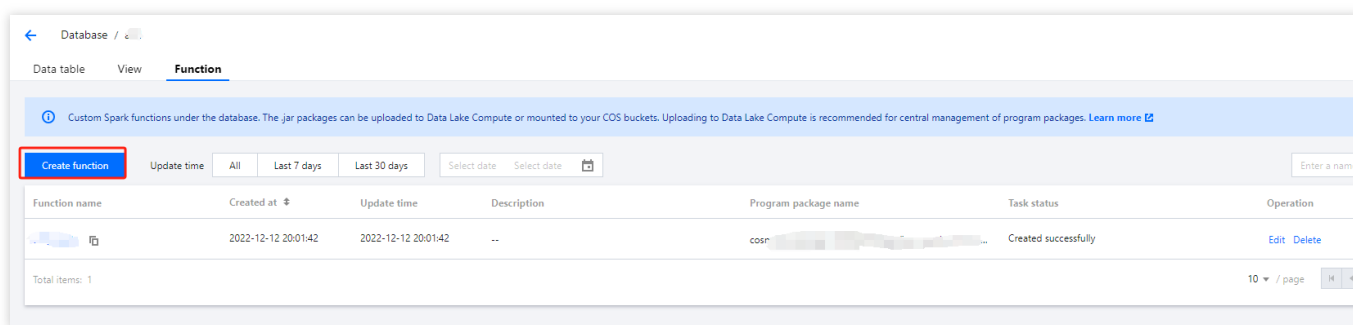 Database /
Data table View Function
Custom Spark functions under the database. The .jar packages can be uploaded to Data Lake Compute or mounted to your COS buckets. Uploading to Data Lake Compute is recommended for central management of program packages. Learn more
Create function Update time All Last 7 days Last 30 days Select date Select date Enter a nam
Function name Created at Update time Description Program package name Task status Operation
2022-12-12 20:01:42 2022-12-12 20:01:42 -- cosr ... Created successfully Edit Delete
Total items: 1 10 / page